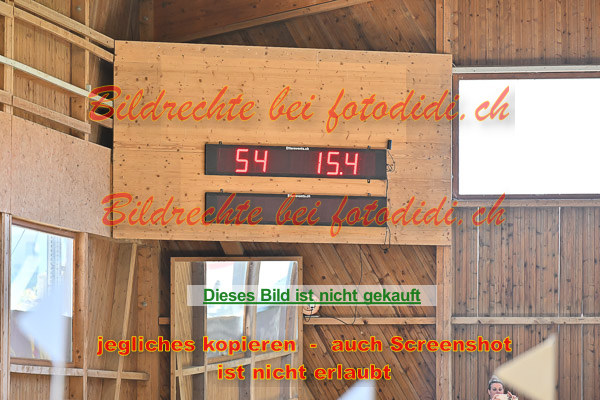 Bildrechte bei fotodidi.ch
54 15.4
Bildrechte bei fotodidi.ch
Dieses Bild ist nicht gekauft
jegliches kopieren - auch Screenshot
ist nicht erlaubt